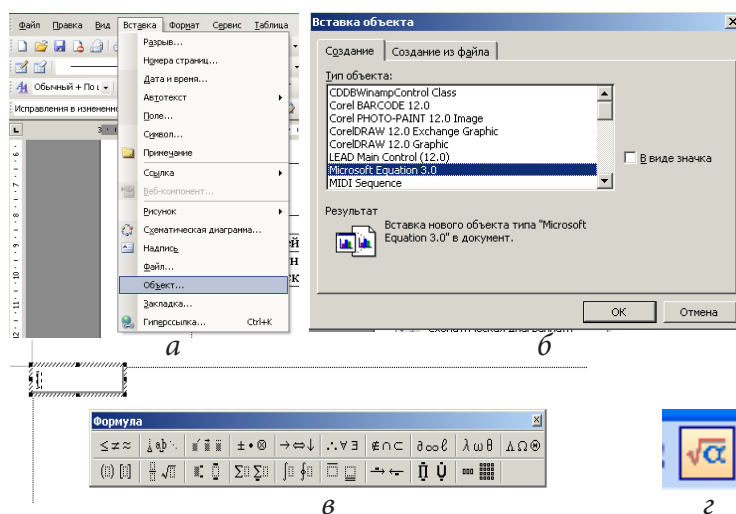 Файл Правка Вид Вставка Формат Сервис Таблица
Обычный + По
Исправления в измененн
Разрыв...
Номера страниц...
Дата и время...
Автотекст
Поле...
Символ...
Примечание
Ссылка
Веб-компонент...
Рисунок
Схематическая диаграмма...
Надпись
Файл...
Объект...
Закладка...
Гиперссылка... Ctrl+K
а
Вставка объекта
Создание Создание из файла
Тип объекта:
CDDBWinampControl Class
Corel BARCODE 12.0
Corel PHOTO-PAINT 12.0 Image
CorelDRAW 12.0 Exchange Graphic
CorelDRAW 12.0 Graphic
LEAD Main Control (12.0)
Microsoft Equation 3.0
MIDI Sequence
В виде значка
Результат
Вставка нового объекта типа "Microsoft
Equation 3.0" в документ.
ОК Отмена
б
Формула
≤≠≈ ±•⊗ →⇔↓ ∴∀∃ ∉∩⊂ ∂∞ℓ λωθ ΛΩ⊛
в
√α
г